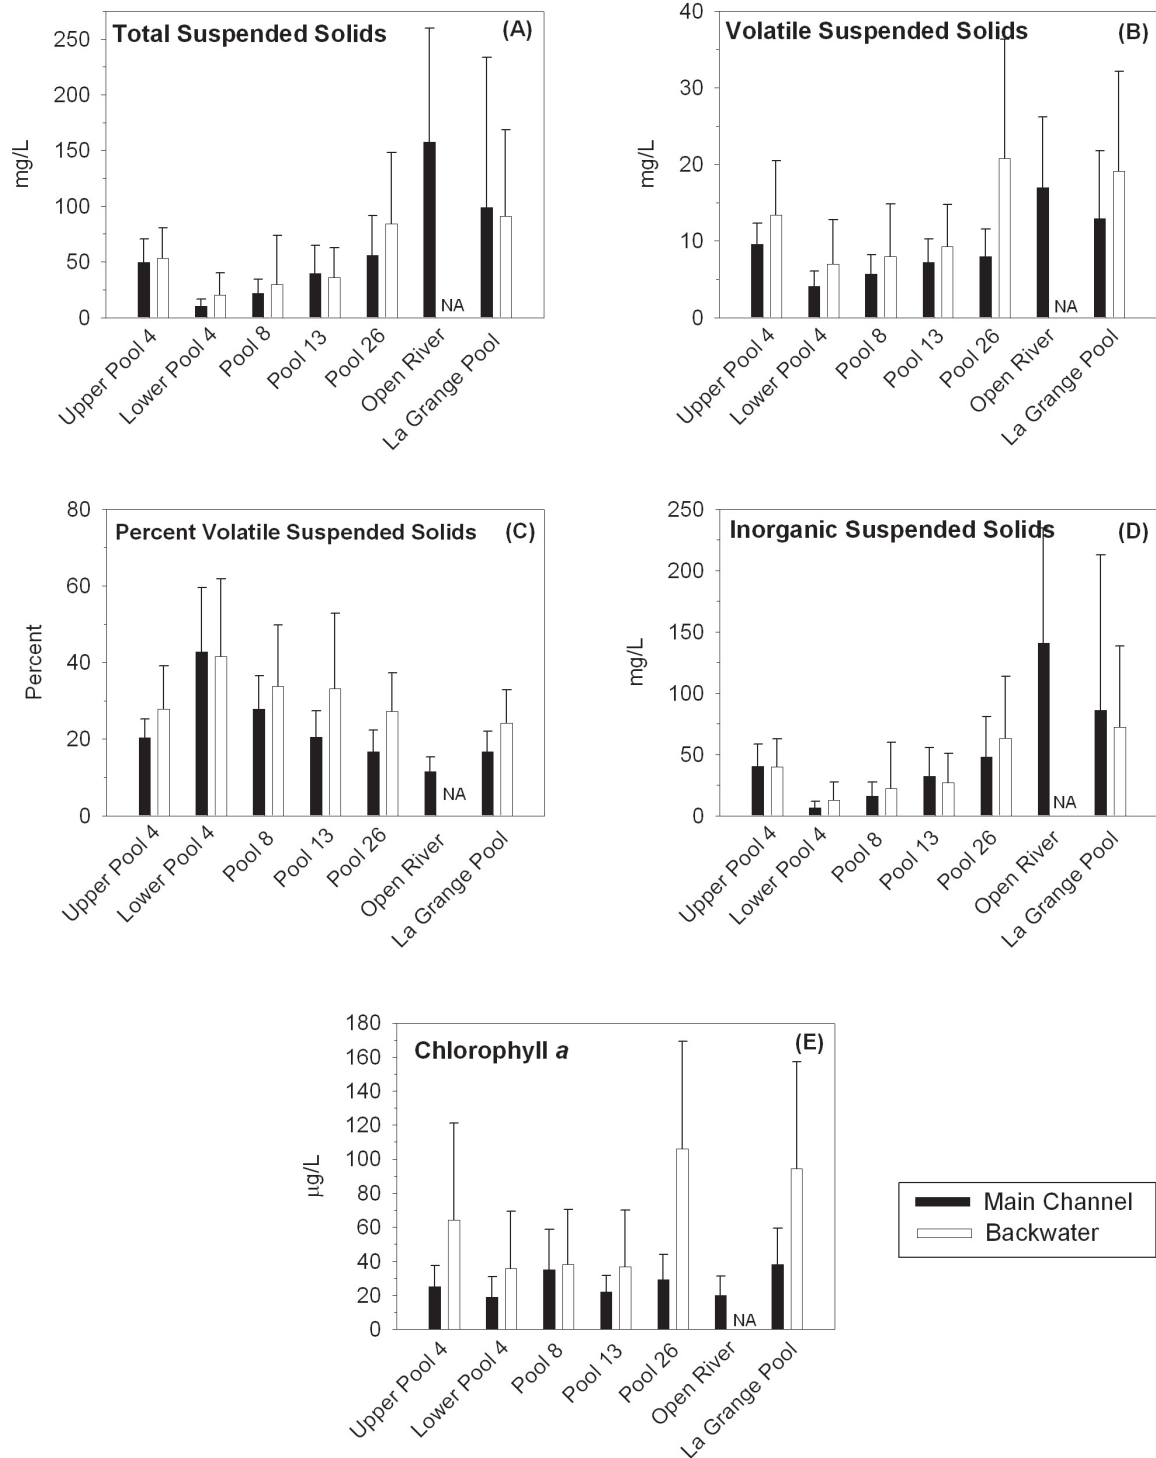 Total Suspended Solids
(A)
mg/L
250
200
150
100
50
0
NA
Upper Pool 4
Lower Pool 4
Pool 8
Pool 13
Pool 26
Open River
La Grange Pool
Volatile Suspended Solids
(B)
mg/L
40
30
20
10
0
NA
Upper Pool 4
Lower Pool 4
Pool 8
Pool 13
Pool 26
Open River
La Grange Pool
Percent Volatile Suspended Solids
(C)
Percent
80
60
40
20
0
NA
Upper Pool 4
Lower Pool 4
Pool 8
Pool 13
Pool 26
Open River
La Grange Pool
Inorganic Suspended Solids
(D)
mg/L
250
200
150
100
50
0
NA
Upper Pool 4
Lower Pool 4
Pool 8
Pool 13
Pool 26
Open River
La Grange Pool
Chlorophyll a
(E)
µg/L
180
160
140
120
100
80
60
40
20
0
NA
Upper Pool 4
Lower Pool 4
Pool 8
Pool 13
Pool 26
Open River
La Grange Pool
Main Channel
Backwater